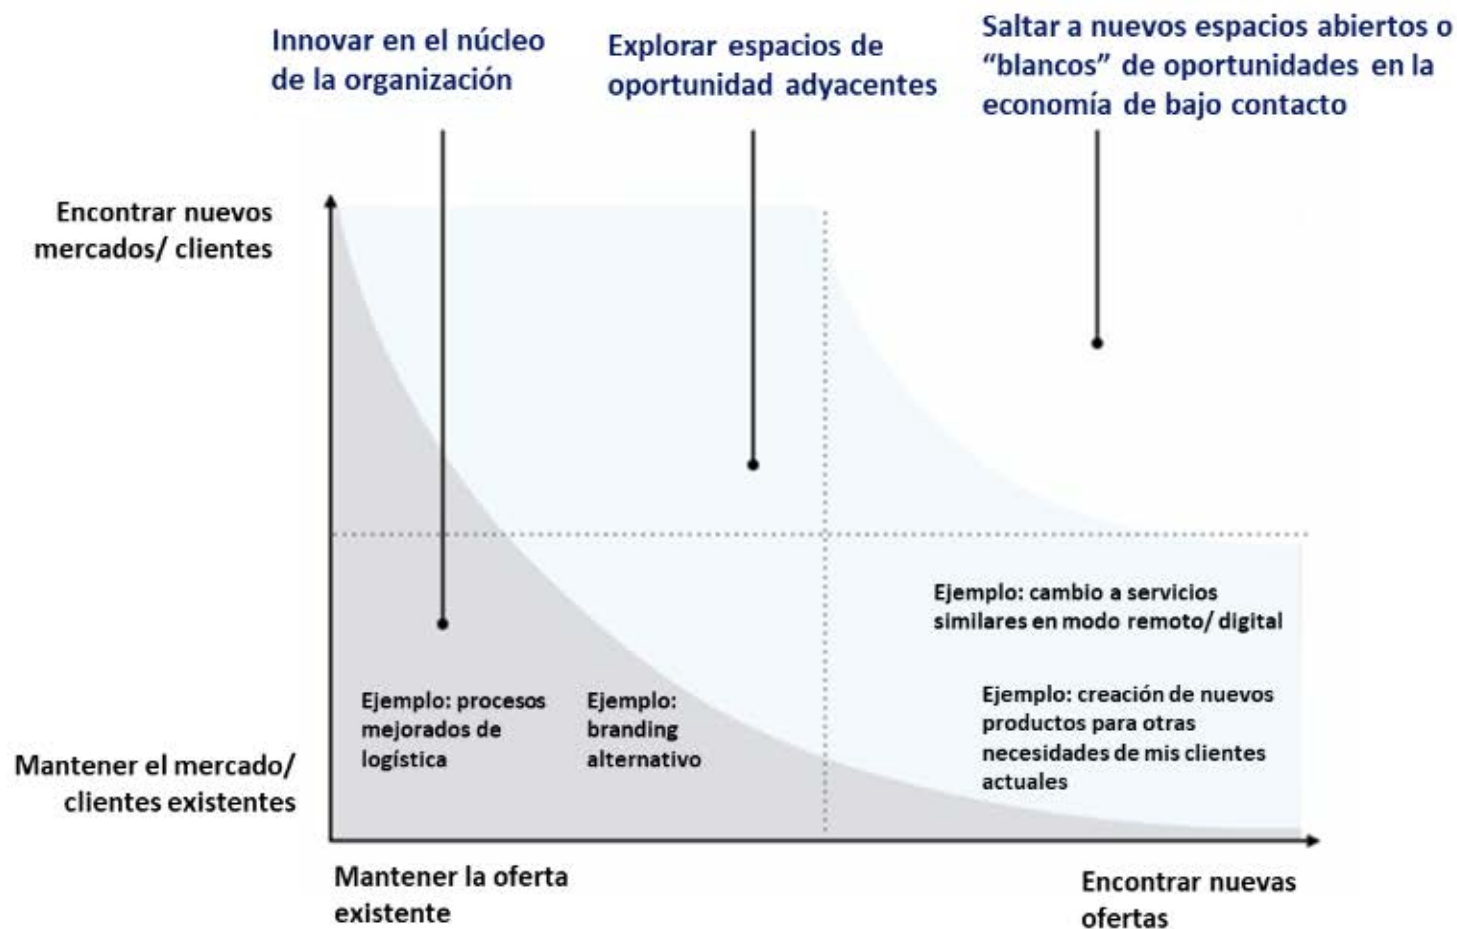 Innovar en el núcleo
de la organización
Explorar espacios de
oportunidad adyacentes
Saltar a nuevos espacios abiertos o
“blancos” de oportunidades en la
economía de bajo contacto
Encontrar nuevos
mercados/ clientes
Ejemplo: cambio a servicios
similares en modo remoto/ digital
Ejemplo: procesos
mejorados de
logística
Ejemplo:
branding
alternativo
Ejemplo: creación de nuevos
productos para otras
necesidades de mis clientes
actuales
Mantener el mercado/
clientes existentes
Mantener la oferta
existente
Encontrar nuevas
ofertas